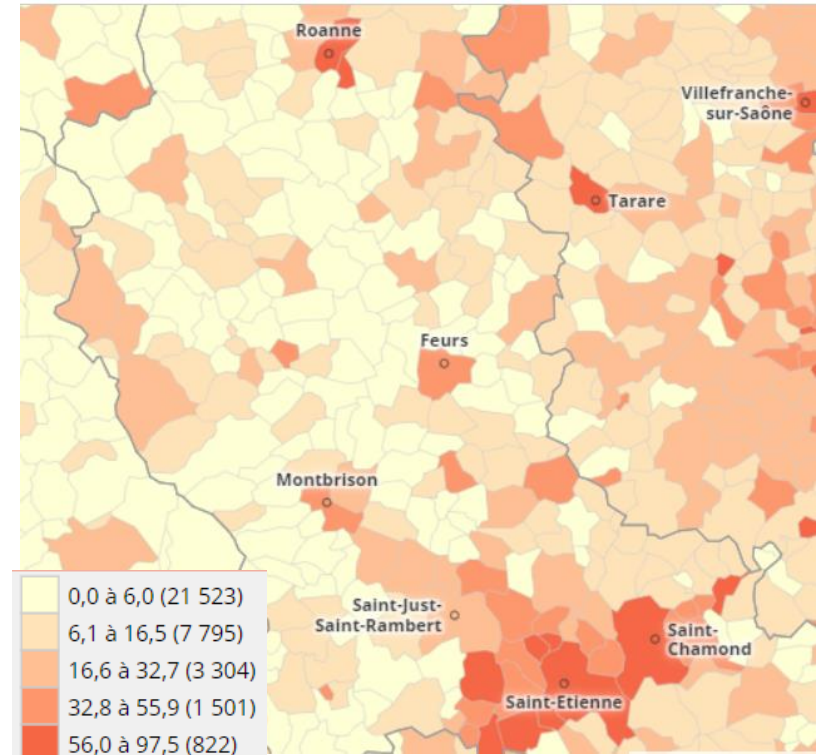 Roanne
Villefranche-
sur-Saône
Tarare
Feurs
Montbrison
Saint-Just-
Saint-Rambert
Saint-
Chamond
Saint-Etienne
0,0 à 6,0 (21 523)
6,1 à 16,5 (7 795)
16,6 à 32,7 (3 304)
32,8 à 55,9 (1 501)
56,0 à 97,5 (822)